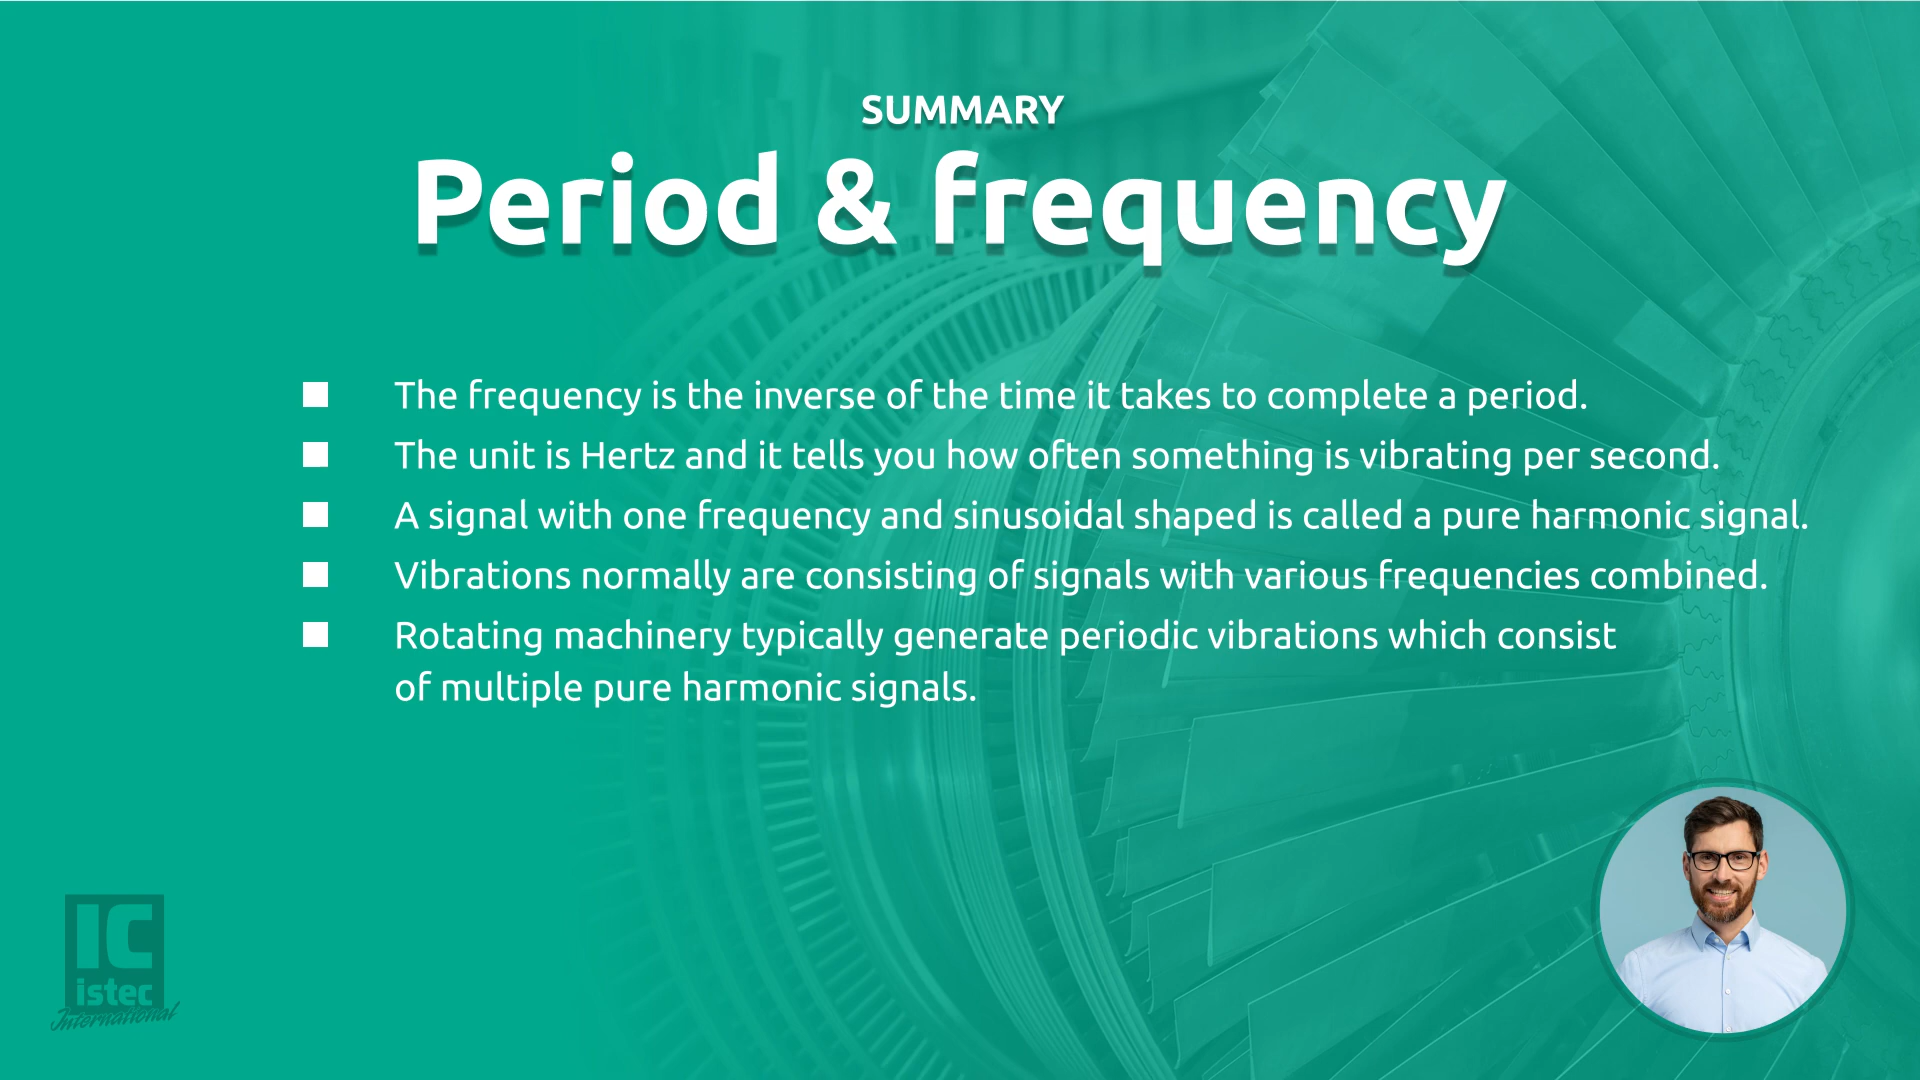 SUMMARY
Period & frequency
The frequency is the inverse of the time it takes to complete a period.
The unit is Hertz and it tells you how often something is vibrating per second.
A signal with one frequency and sinusoidal shaped is called a pure harmonic signal.
Vibrations normally are consisting of signals with various frequencies combined.
Rotating machinery typically generate periodic vibrations which consist
of multiple pure harmonic signals.
IC
istec
International